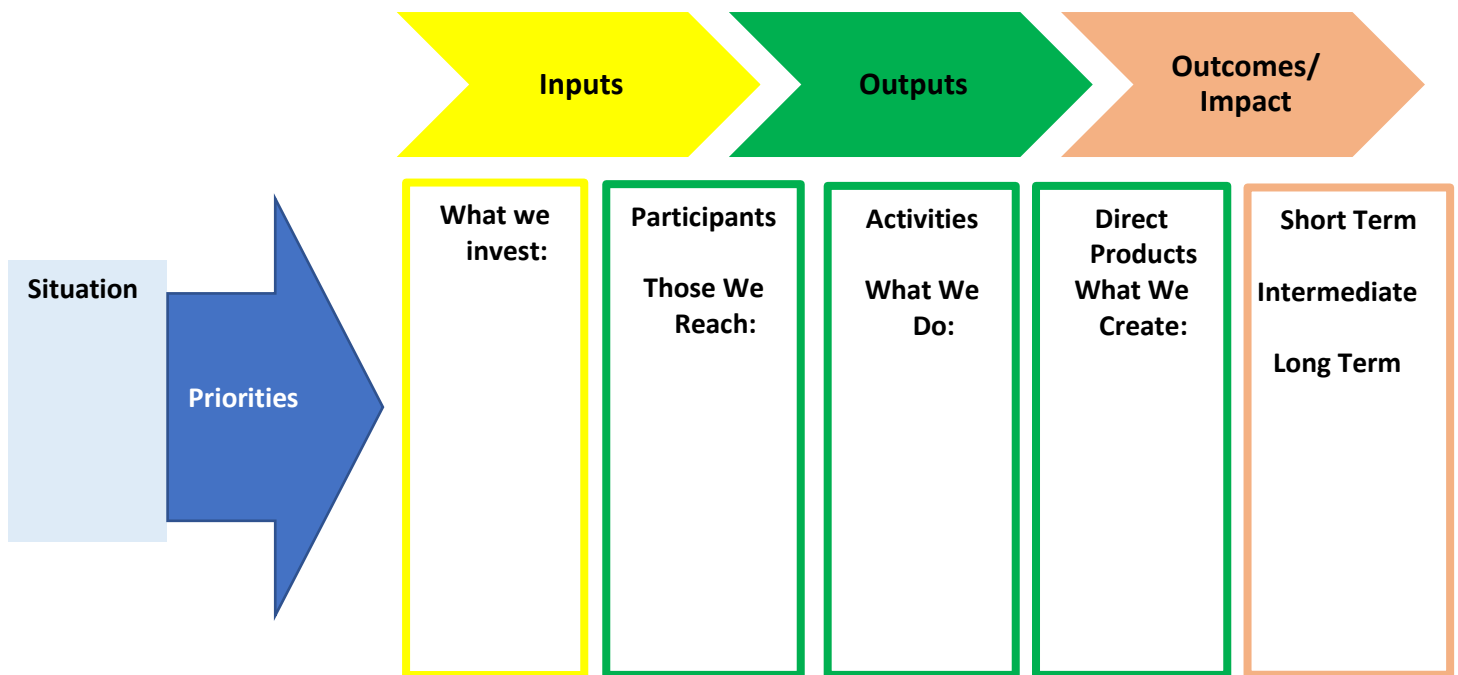 Inputs
Outputs
Outcomes/
Impact
Situation
Priorities
What we
invest:
Participants
Those We
Reach:
Activities
What We
Do:
Direct
Products
What We
Create:
Short Term
Intermediate
Long Term